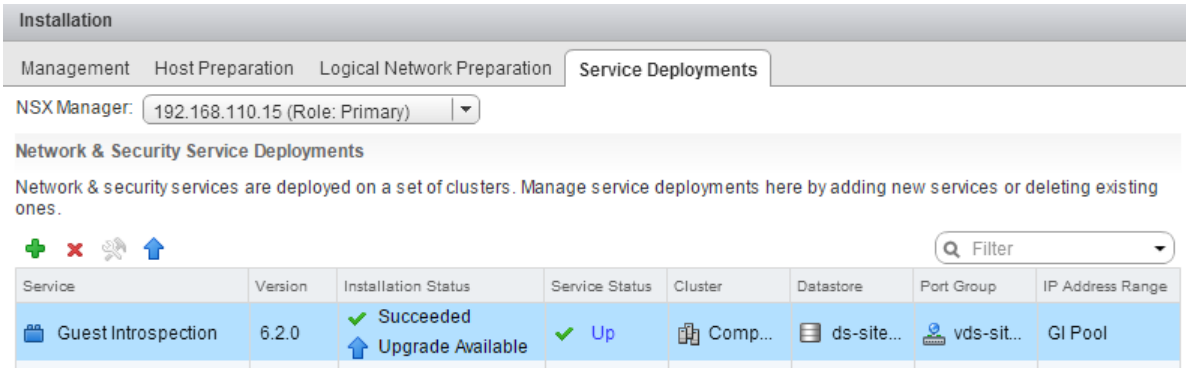 Installation
Management Host Preparation Logical Network Preparation Service Deployments
NSX Manager: 192.168.110.15 (Role: Primary)
Network & Security Service Deployments
Network & security services are deployed on a set of clusters. Manage service deployments here by adding new services or deleting existing
ones.
Filter
Service Version Installation Status Service Status Cluster Datastore Port Group IP Address Range
Guest Introspection 6.2.0 Succeeded Up Comp... ds-site... vds-sit... GI Pool
Upgrade Available